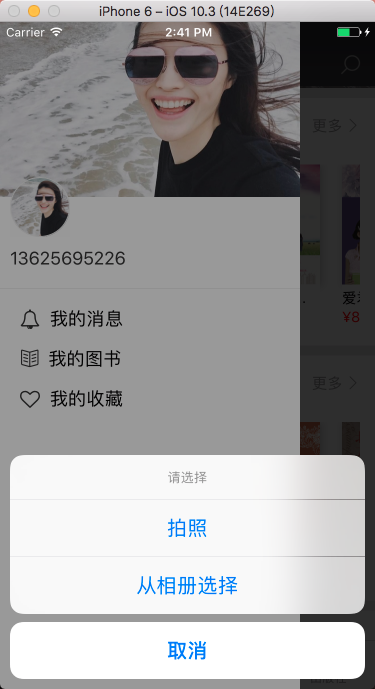 iPhone 6 – iOS 10.3 (14E269)
Carrier 2:41 PM
更多
13625695226
爱
¥8
我的消息
我的图书
更多
我的收藏
请选择
拍照
从相册选择
取消